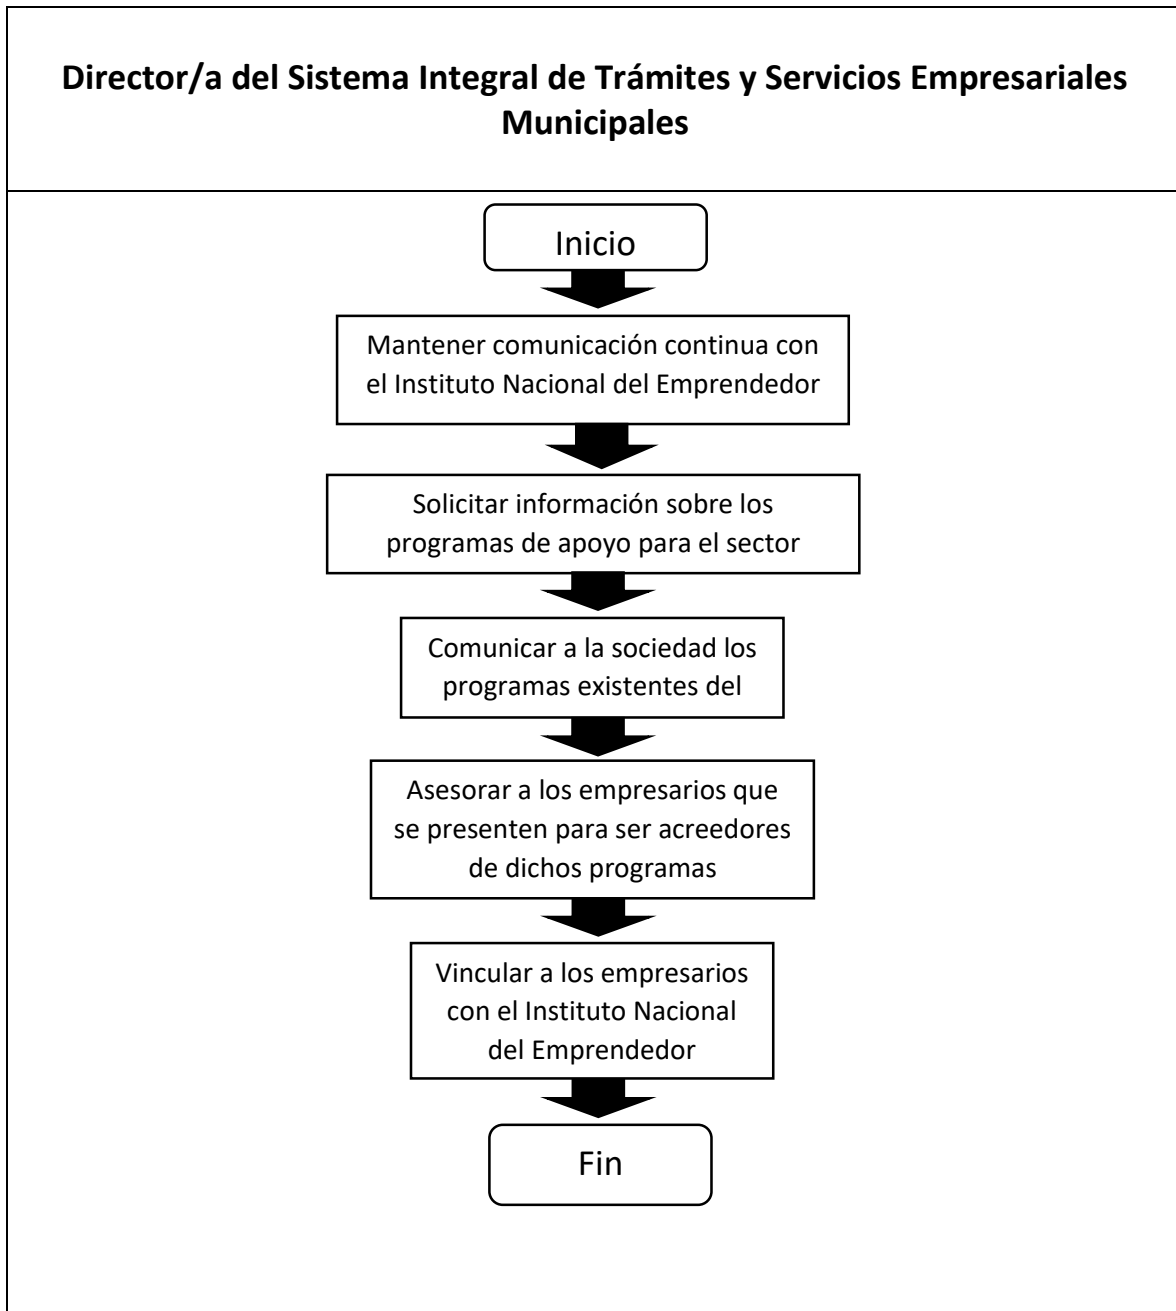 Director/a del Sistema Integral de Trámites y Servicios Empresariales
Municipales
Inicio
Mantener comunicación continua con
el Instituto Nacional del Emprendedor
Solicitar información sobre los
programas de apoyo para el sector
Comunicar a la sociedad los
programas existentes del
Asesorar a los empresarios que
se presenten para ser acreedores
de dichos programas
Vincular a los empresarios
con el Instituto Nacional
del Emprendedor
Fin